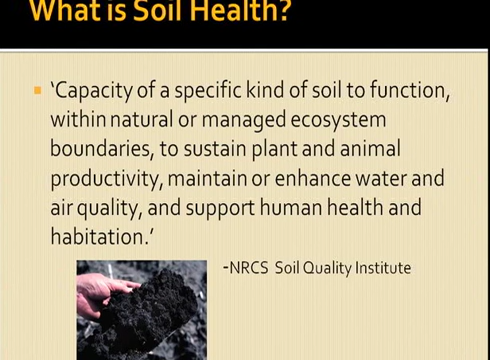 What is Soil Health?
‘Capacity of a specific kind of soil to function,
within natural or managed ecosystem
boundaries, to sustain plant and animal
productivity, maintain or enhance water and
air quality, and support human health and
habitation.’
-NRCS Soil Quality Institute